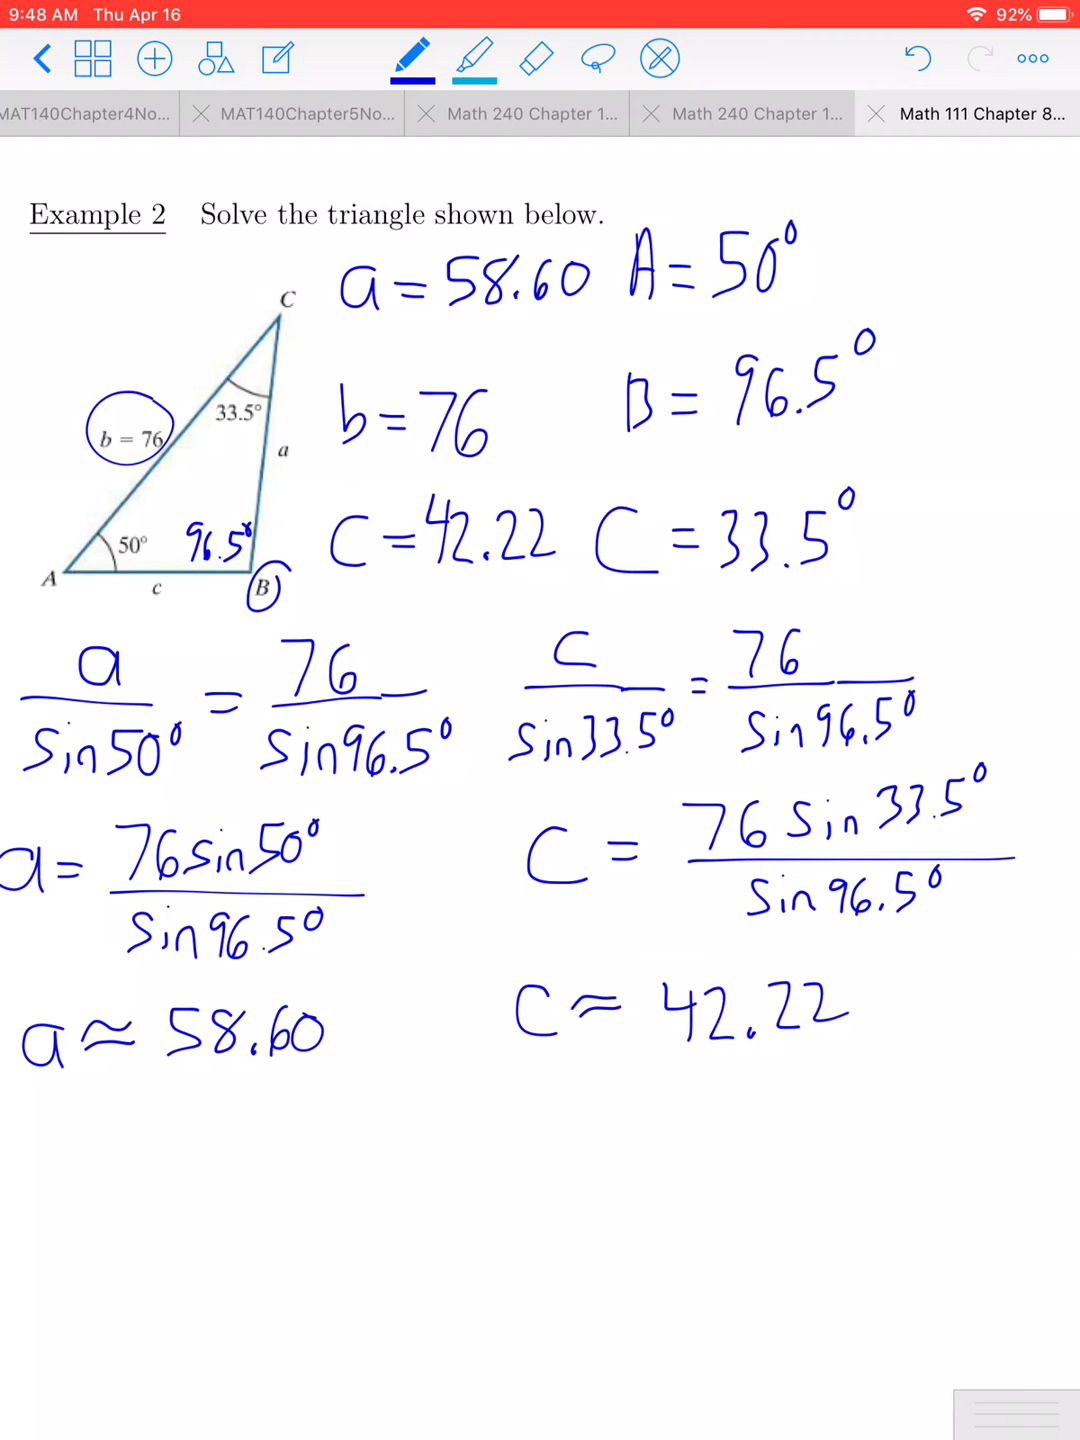 9:48 AM Thu Apr 16 92%
MAT140Chapter4No... MAT140Chapter5No... Math 240 Chapter 1... Math 240 Chapter 1... Math 111 Chapter 8...
Example 2 Solve the triangle shown below.
a = 58.60 A = 50°
C
b = 76 B = 96.5°
33.5°
b = 76
a
c = 42.22 C = 33.5°
50° 96.5°
A c B
a/sin50° = 76/sin96.5° c/sin33.5° = 76/sin96.5°
a = 76sin50°/sin96.5° c = 76 sin 33.5°/sin96.5°
a ≈ 58.60 c ≈ 42.22